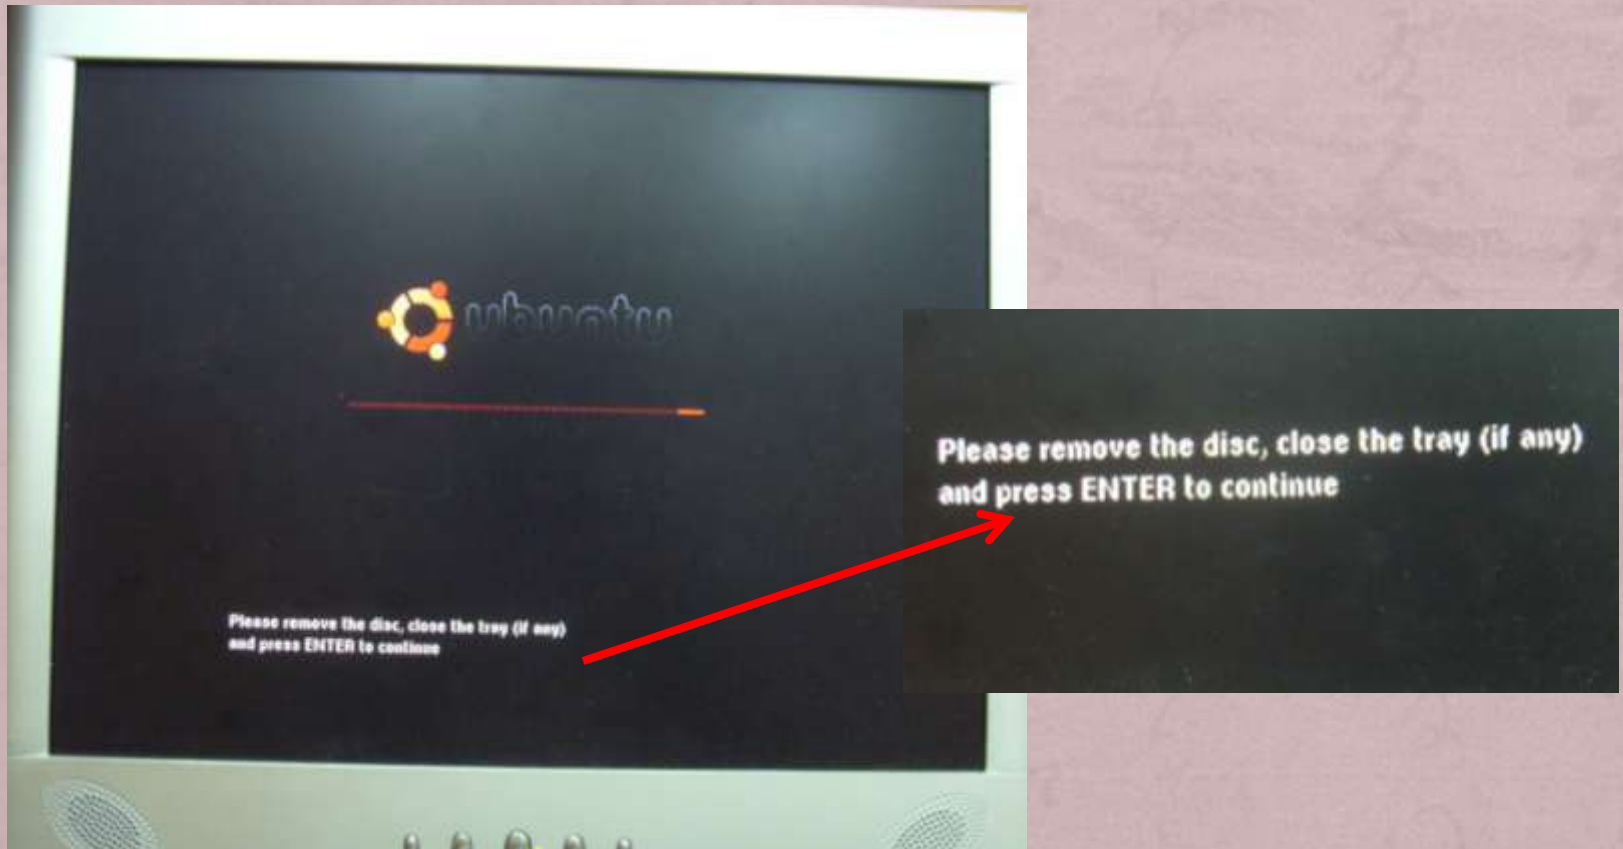 ubuntu
Please remove the disc, close the tray (if any)
and press ENTER to continue
Please remove the disc, close the tray (if any)
and press ENTER to continue